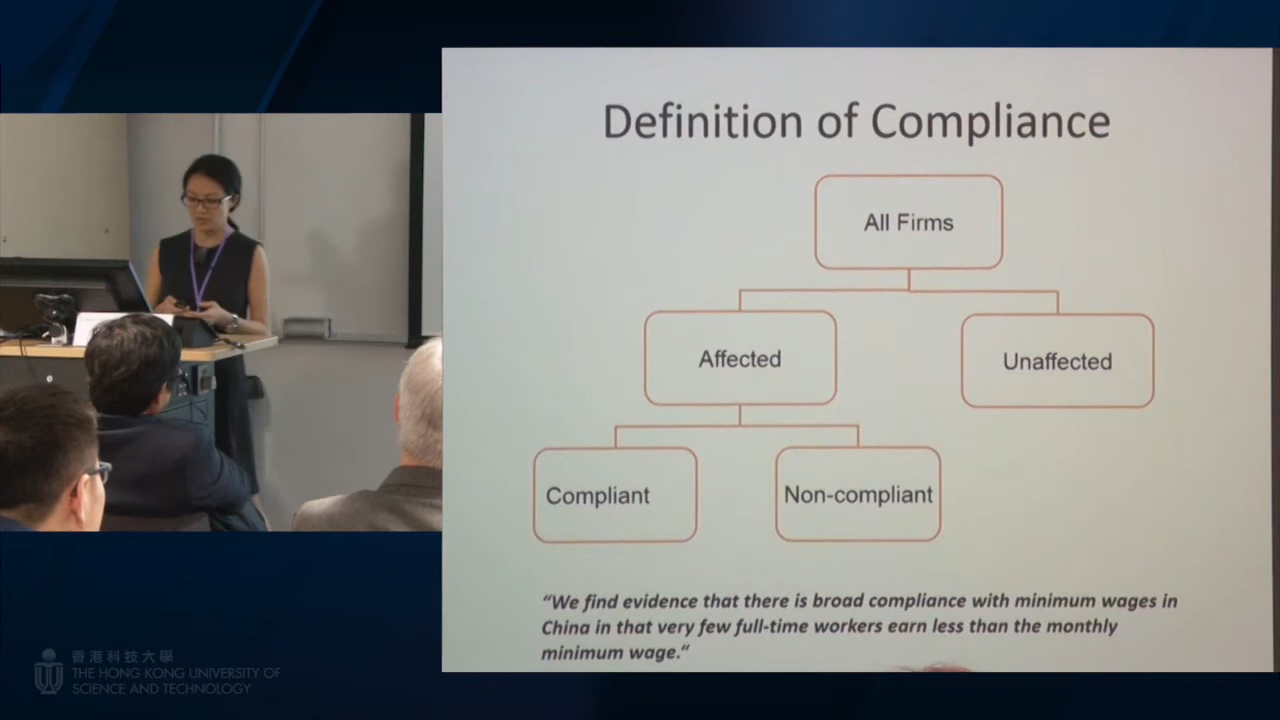 Definition of Compliance
All Firms
Affected
Unaffected
Compliant
Non-compliant
“We find evidence that there is broad compliance with minimum wages in
China in that very few full-time workers earn less than the monthly
minimum wage.“
香港科技大學
THE HONG KONG UNIVERSITY OF
SCIENCE AND TECHNOLOGY